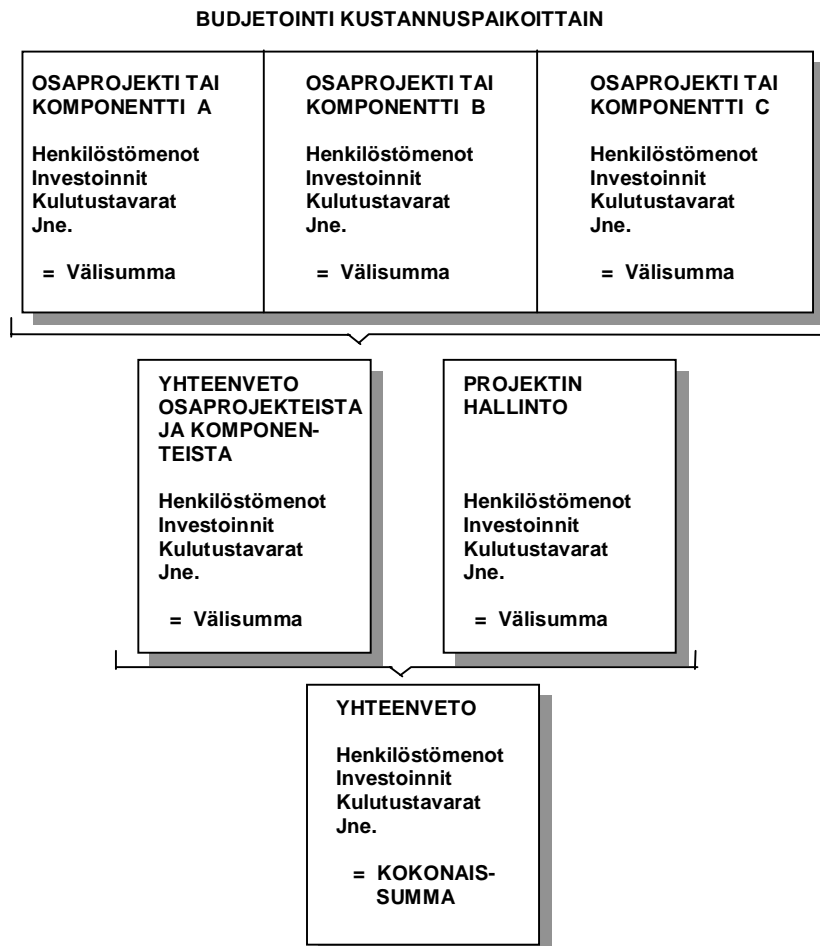 BUDJETOINTI KUSTANNUSPAIKOITTAIN
OSAPROJEKTI TAI
KOMPONENTTI A
Henkilöstömenot
Investoinnit
Kulutustavarat
Jne.
= Välisumma
OSAPROJEKTI TAI
KOMPONENTTI B
Henkilöstömenot
Investoinnit
Kulutustavarat
Jne.
= Välisumma
OSAPROJEKTI TAI
KOMPONENTTI C
Henkilöstömenot
Investoinnit
Kulutustavarat
Jne.
= Välisumma
YHTEENVETO
OSAPROJEKTEISTA
JA KOMPONEN-
TEISTA
Henkilöstömenot
Investoinnit
Kulutustavarat
Jne.
= Välisumma
PROJEKTIN
HALLINTO
Henkilöstömenot
Investoinnit
Kulutustavarat
Jne.
= Välisumma
YHTEENVETO
Henkilöstömenot
Investoinnit
Kulutustavarat
Jne.
= KOKONAIS-
SUMMA